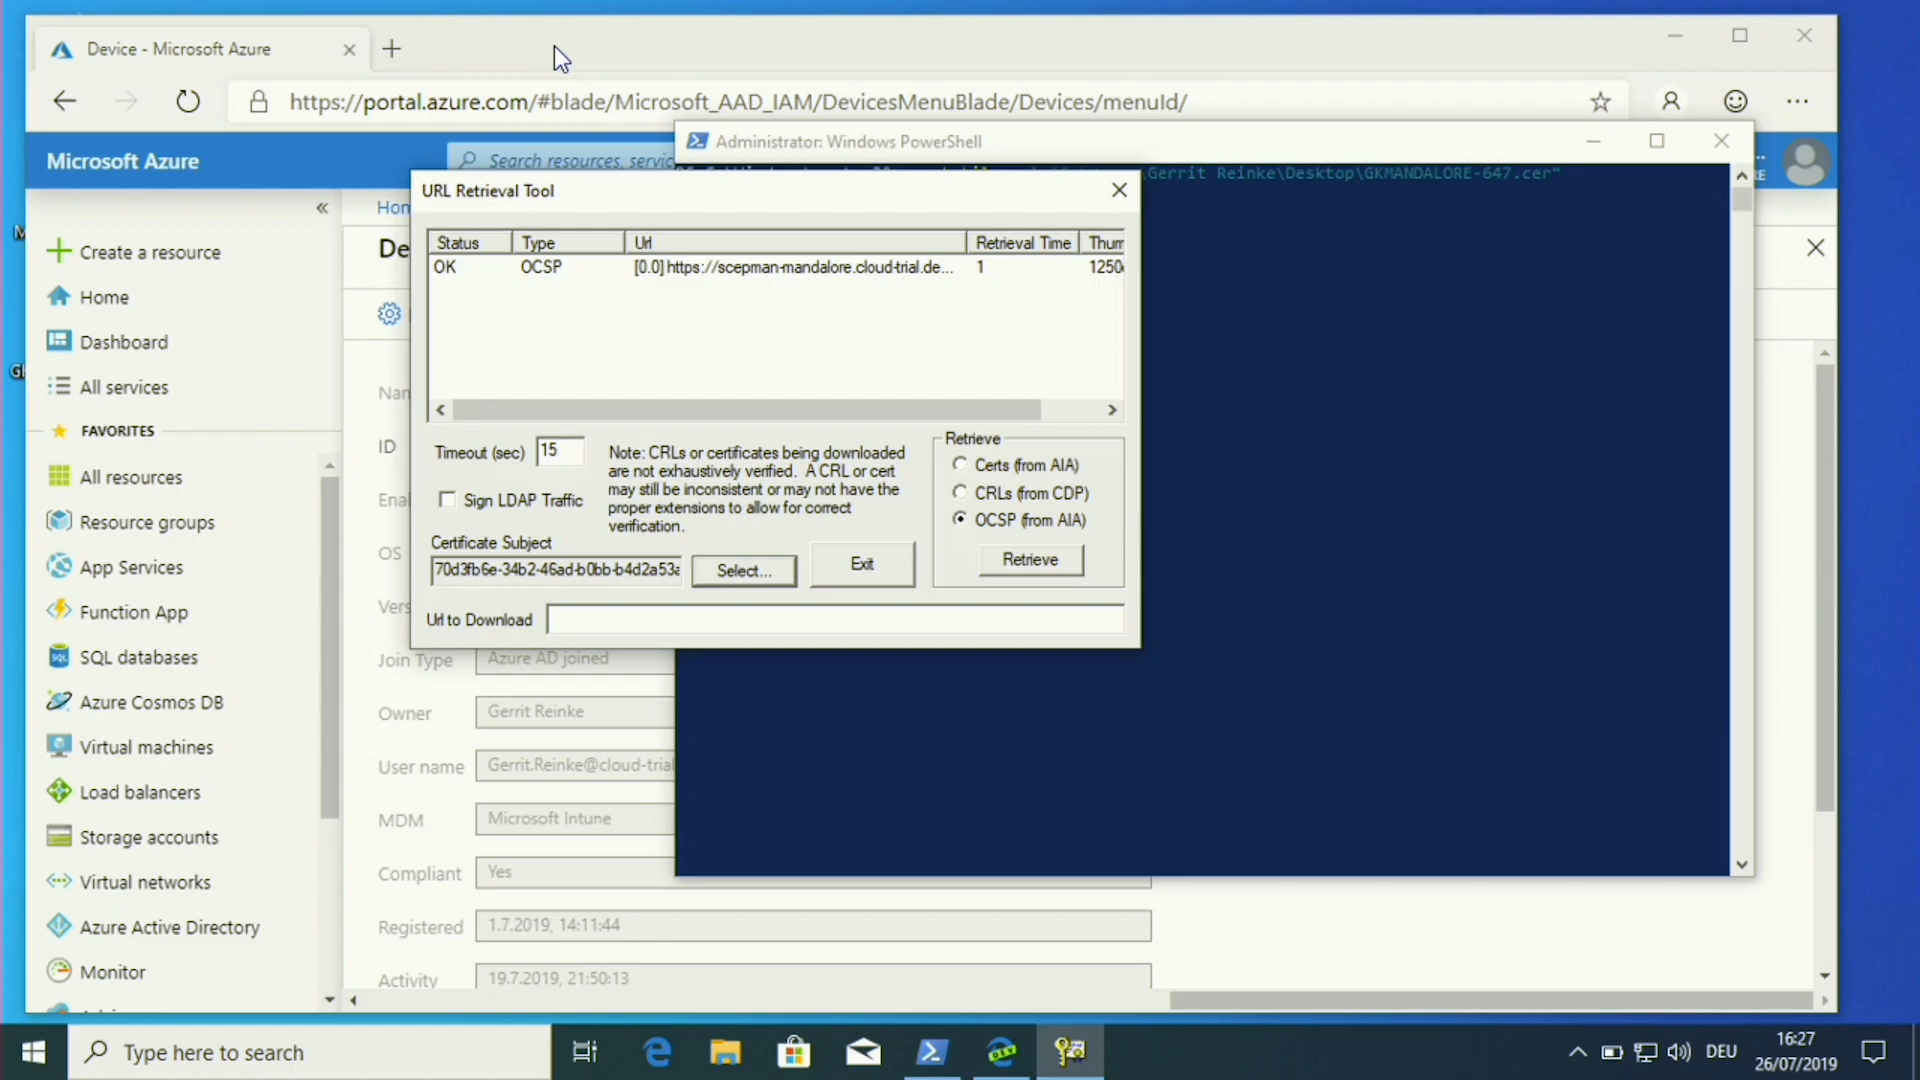 Device - Microsoft Azure
https://portal.azure.com/#blade/Microsoft_AAD_IAM/DevicesMenuBlade/Devices/menuId/
Microsoft Azure
Search resources, servic
Administrator: Windows PowerShell
\Gerrit Reinke\Desktop\GKMANDALORE-647.cer"
URL Retrieval Tool
Status Type Url Retrieval Time Thum
OK OCSP [0.0] https://scepman-mandalore.cloud-trial.de... 1 1250
Timeout (sec) 15
Sign LDAP Traffic
Note: CRLs or certificates being downloaded
are not exhaustively verified. A CRL or cert
may still be inconsistent or may not have the
proper extensions to allow for correct
verification.
Retrieve
Certs (from AIA)
CRLs (from CDP)
OCSP (from AIA)
Retrieve
Certificate Subject
70d3fb6e-34b2-46ad-b0bb-b4d2a53a
Select...
Exit
Url to Download
Create a resource
Home
Dashboard
All services
FAVORITES
All resources
Resource groups
App Services
Function App
SQL databases
Azure Cosmos DB
Virtual machines
Load balancers
Storage accounts
Virtual networks
Azure Active Directory
Monitor
Hom
De
Nam
ID
Enal
OS
Vers
Join Type Azure AD joined
Owner Gerrit Reinke
User name Gerrit.Reinke@cloud-trial
MDM Microsoft Intune
Compliant Yes
Registered 1.7.2019, 14:11:44
Activity 19.7.2019, 21:50:13
Type here to search
DEU
16:27
26/07/2019